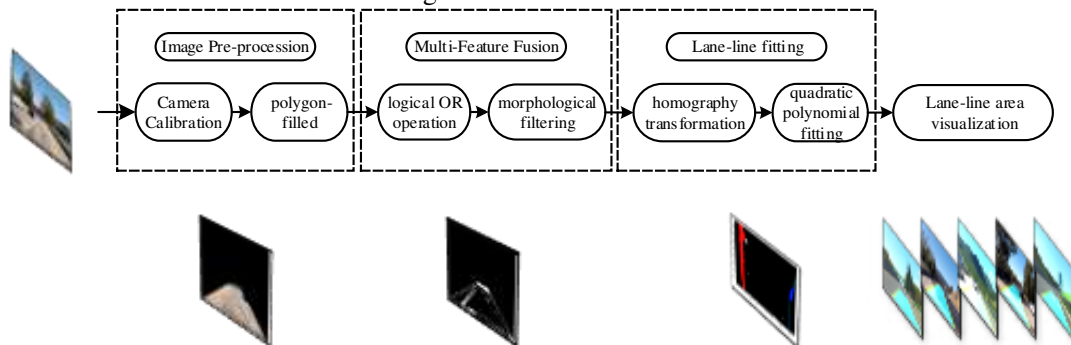 Image Pre-procession
Multi-Feature Fusion
Lane-line fitting
Camera
Calibration
polygon-
filled
logical OR
operation
morphological
filtering
homography
transformation
quadratic
polynomial
fitting
Lane-line area
visualization